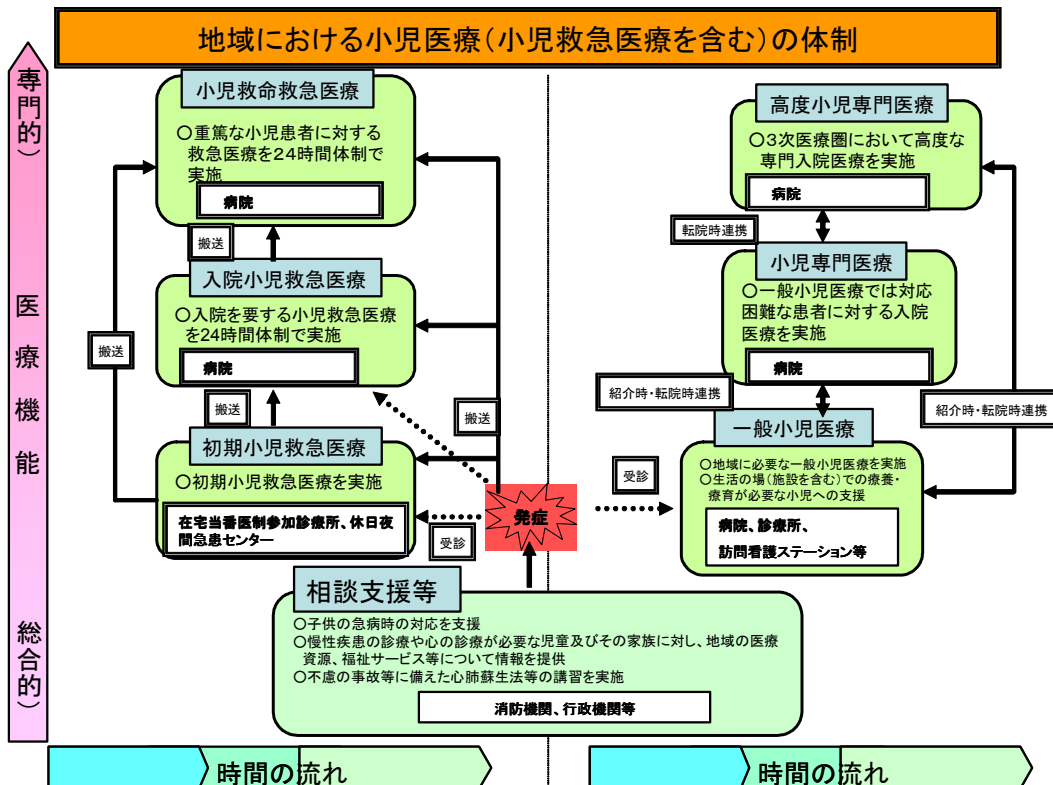 地域における小児医療(小児救急医療を含む)の体制
専門的)
医療機能
総合的)
小児救命救急医療
○重篤な小児患者に対する
救急医療を24時間体制で
実施
病院
搬送
入院小児救急医療
○入院を要する小児救急医療
を24時間体制で実施
病院
搬送
搬送
搬送
初期小児救急医療
○初期小児救急医療を実施
在宅当番医制参加診療所、休日夜
間急患センター
受診
発症
受診
高度小児専門医療
○3次医療圏において高度な
専門入院医療を実施
病院
転院時連携
小児専門医療
○一般小児医療では対応
困難な患者に対する入院
医療を実施
病院
紹介時・転院時連携
紹介時・転院時連携
一般小児医療
○地域に必要な一般小児医療を実施
○生活の場(施設を含む)での療養・
療育が必要な小児への支援
病院、診療所、
訪問看護ステーション等
相談支援等
○子供の急病時の対応を支援
○慢性疾患の診療や心の診療が必要な児童及びその家族に対し、地域の医療
資源、福祉サービス等について情報を提供
○不慮の事故等に備えた心肺蘇生法等の講習を実施
消防機関、行政機関等
時間の流れ
時間の流れ